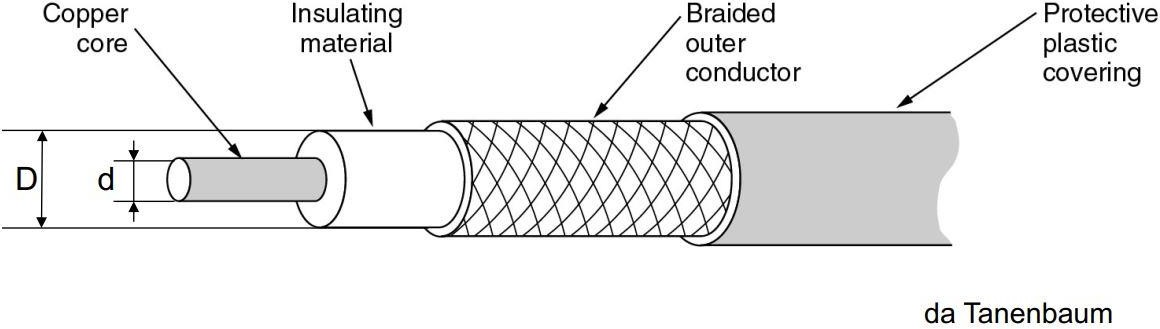 Copper
core
Insulating
material
Braided
outer
conductor
Protective
plastic
covering
D
d
da Tanenbaum